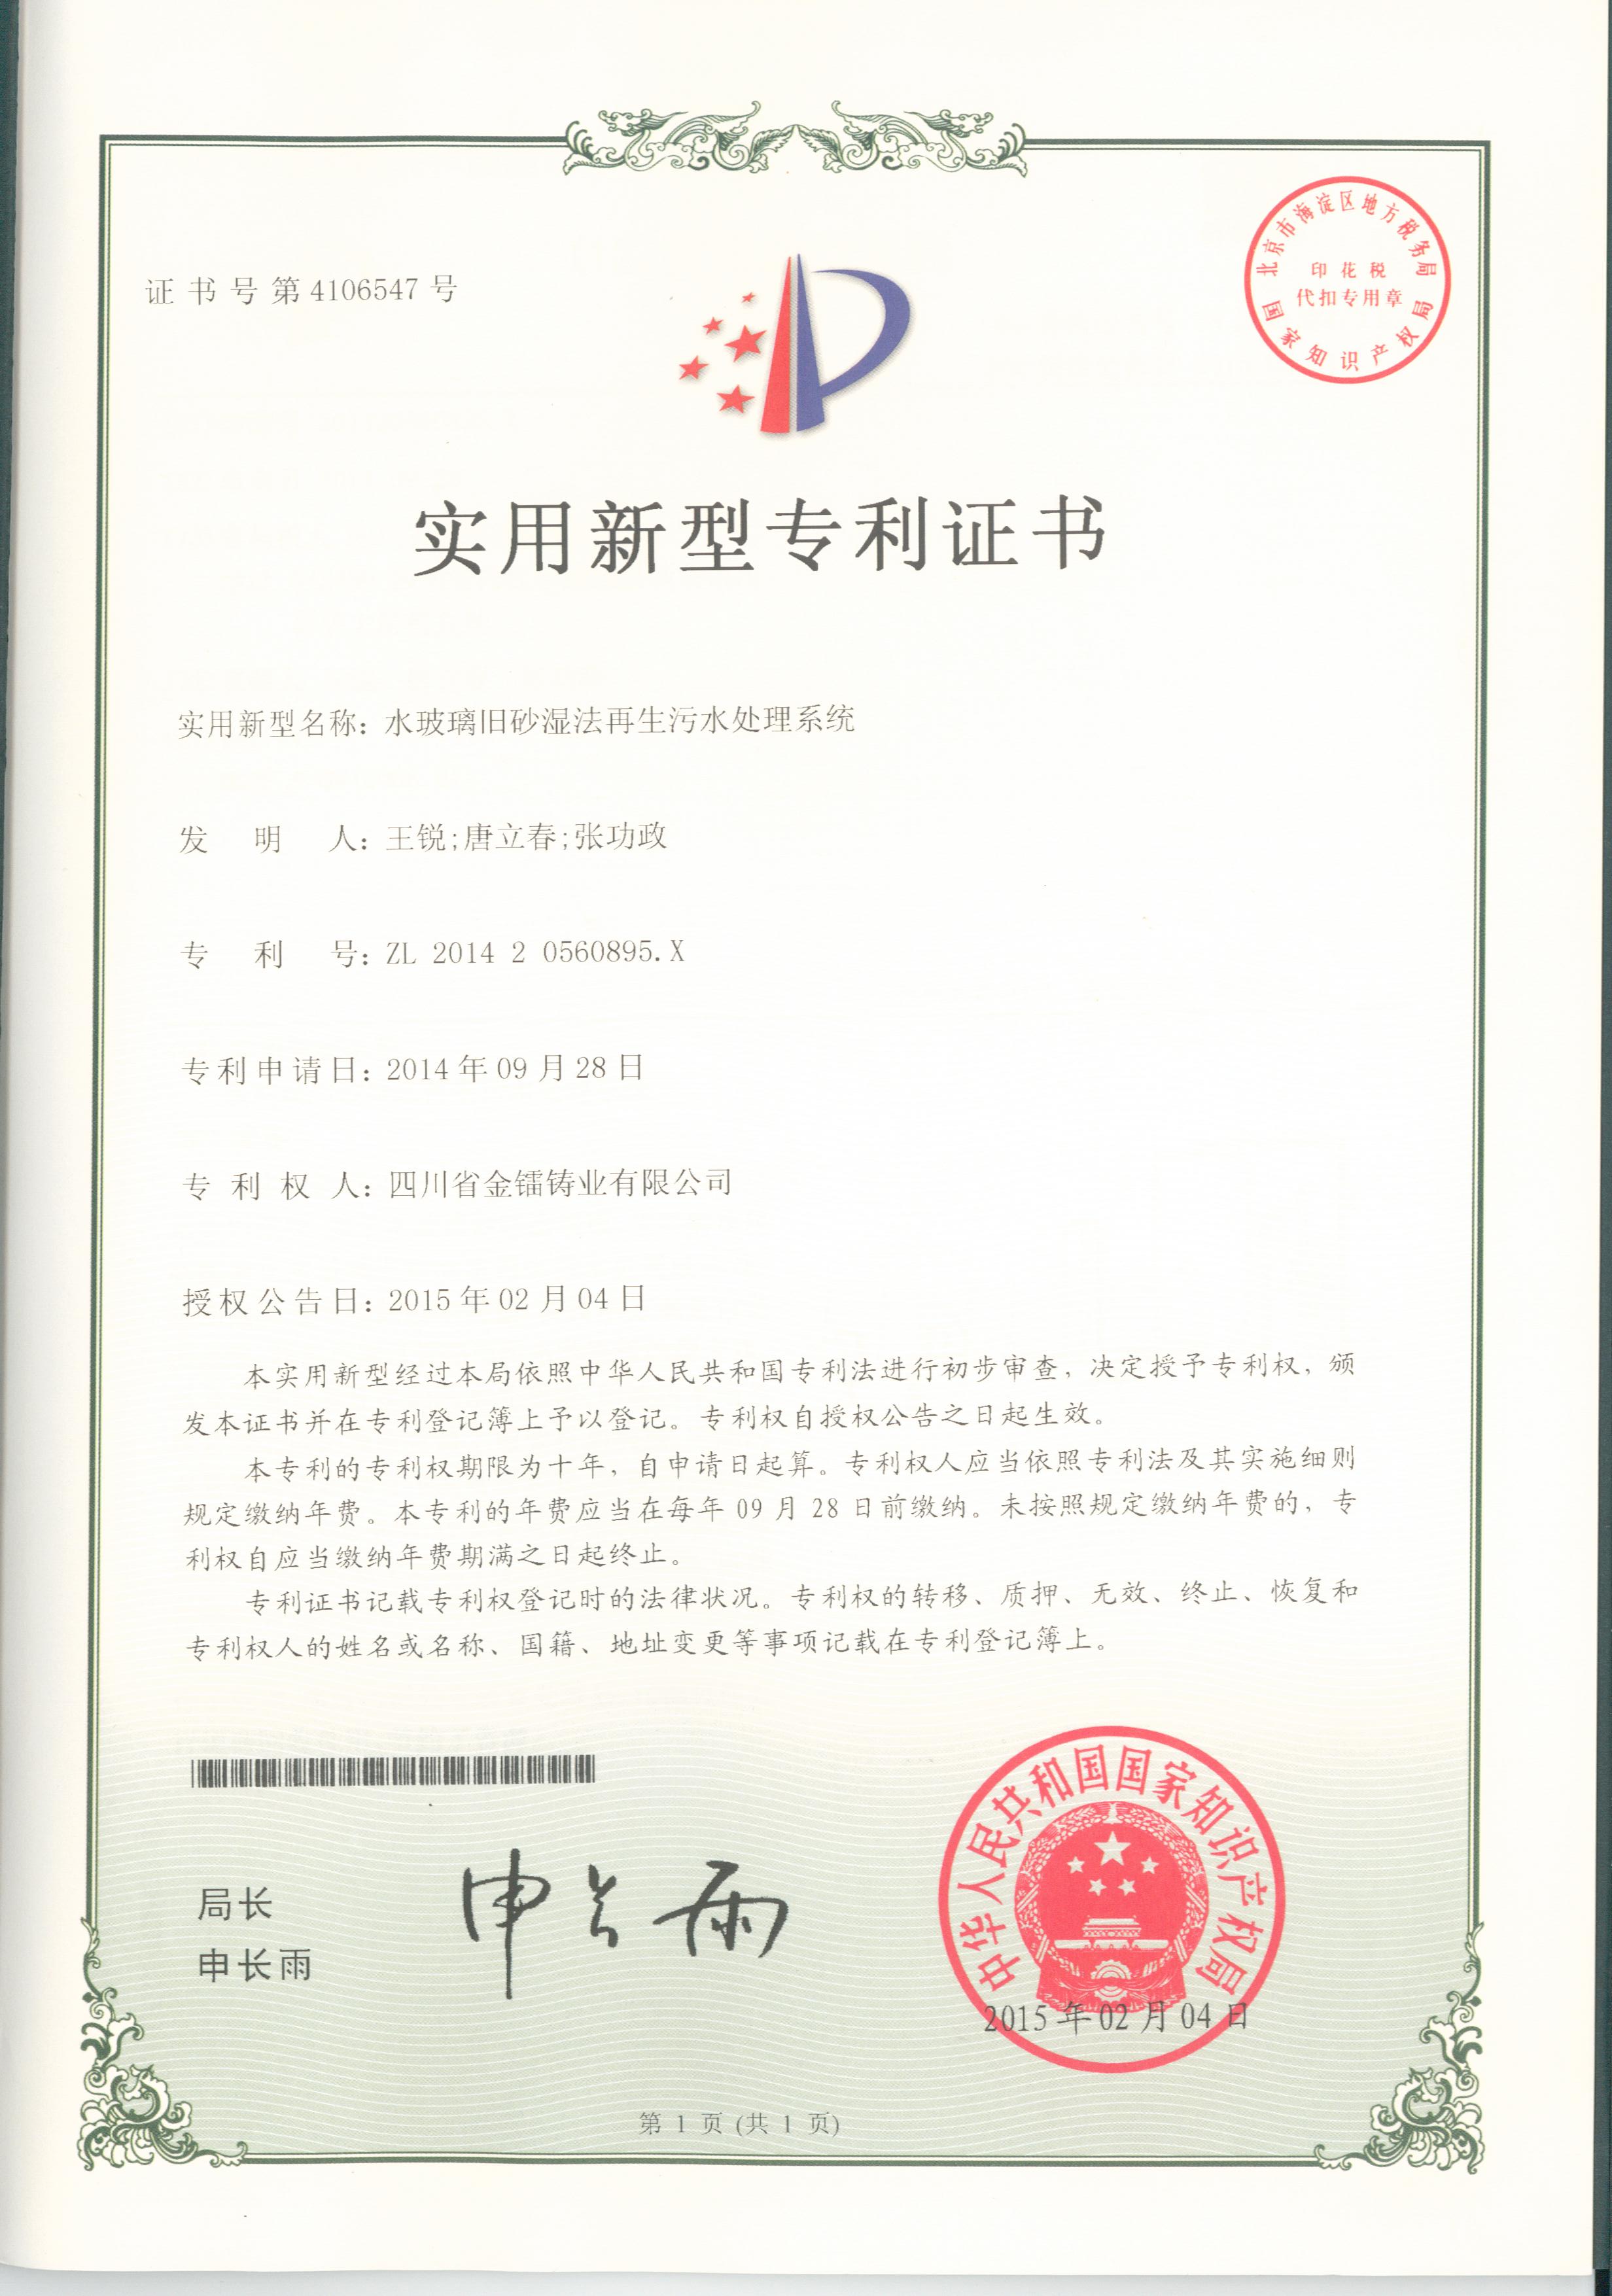 证书号第4106547号
北京市海淀区地方税务局
印花税
代扣专用章
国家知识产权局
实用新型专利证书
实用新型名称：水玻璃旧砂湿法再生污水处理系统
发明人：王锐;唐立春;张功政
专利号：ZL 2014 2 0560895.X
专利申请日：2014年09月28日
专利权人：四川省金镭铸业有限公司
授权公告日：2015年02月04日
本实用新型经过本局依照中华人民共和国专利法进行初步审查，决定授予专利权，颁
发本证书并在专利登记簿上予以登记。专利权自授权公告之日起生效。
本专利的专利权期限为十年，自申请日起算。专利权人应当依照专利法及其实施细则
规定缴纳年费。本专利的年费应当在每年09月28日前缴纳。未按照规定缴纳年费的，专
利权自应当缴纳年费期满之日起终止。
专利证书记载专利权登记时的法律状况。专利权的转移、质押、无效、终止、恢复和
专利权人的姓名或名称、国籍、地址变更等事项记载在专利登记簿上。
局长
申长雨
申长雨
中华人民共和国国家知识产权局
2015年02月04日
第1页(共1页)